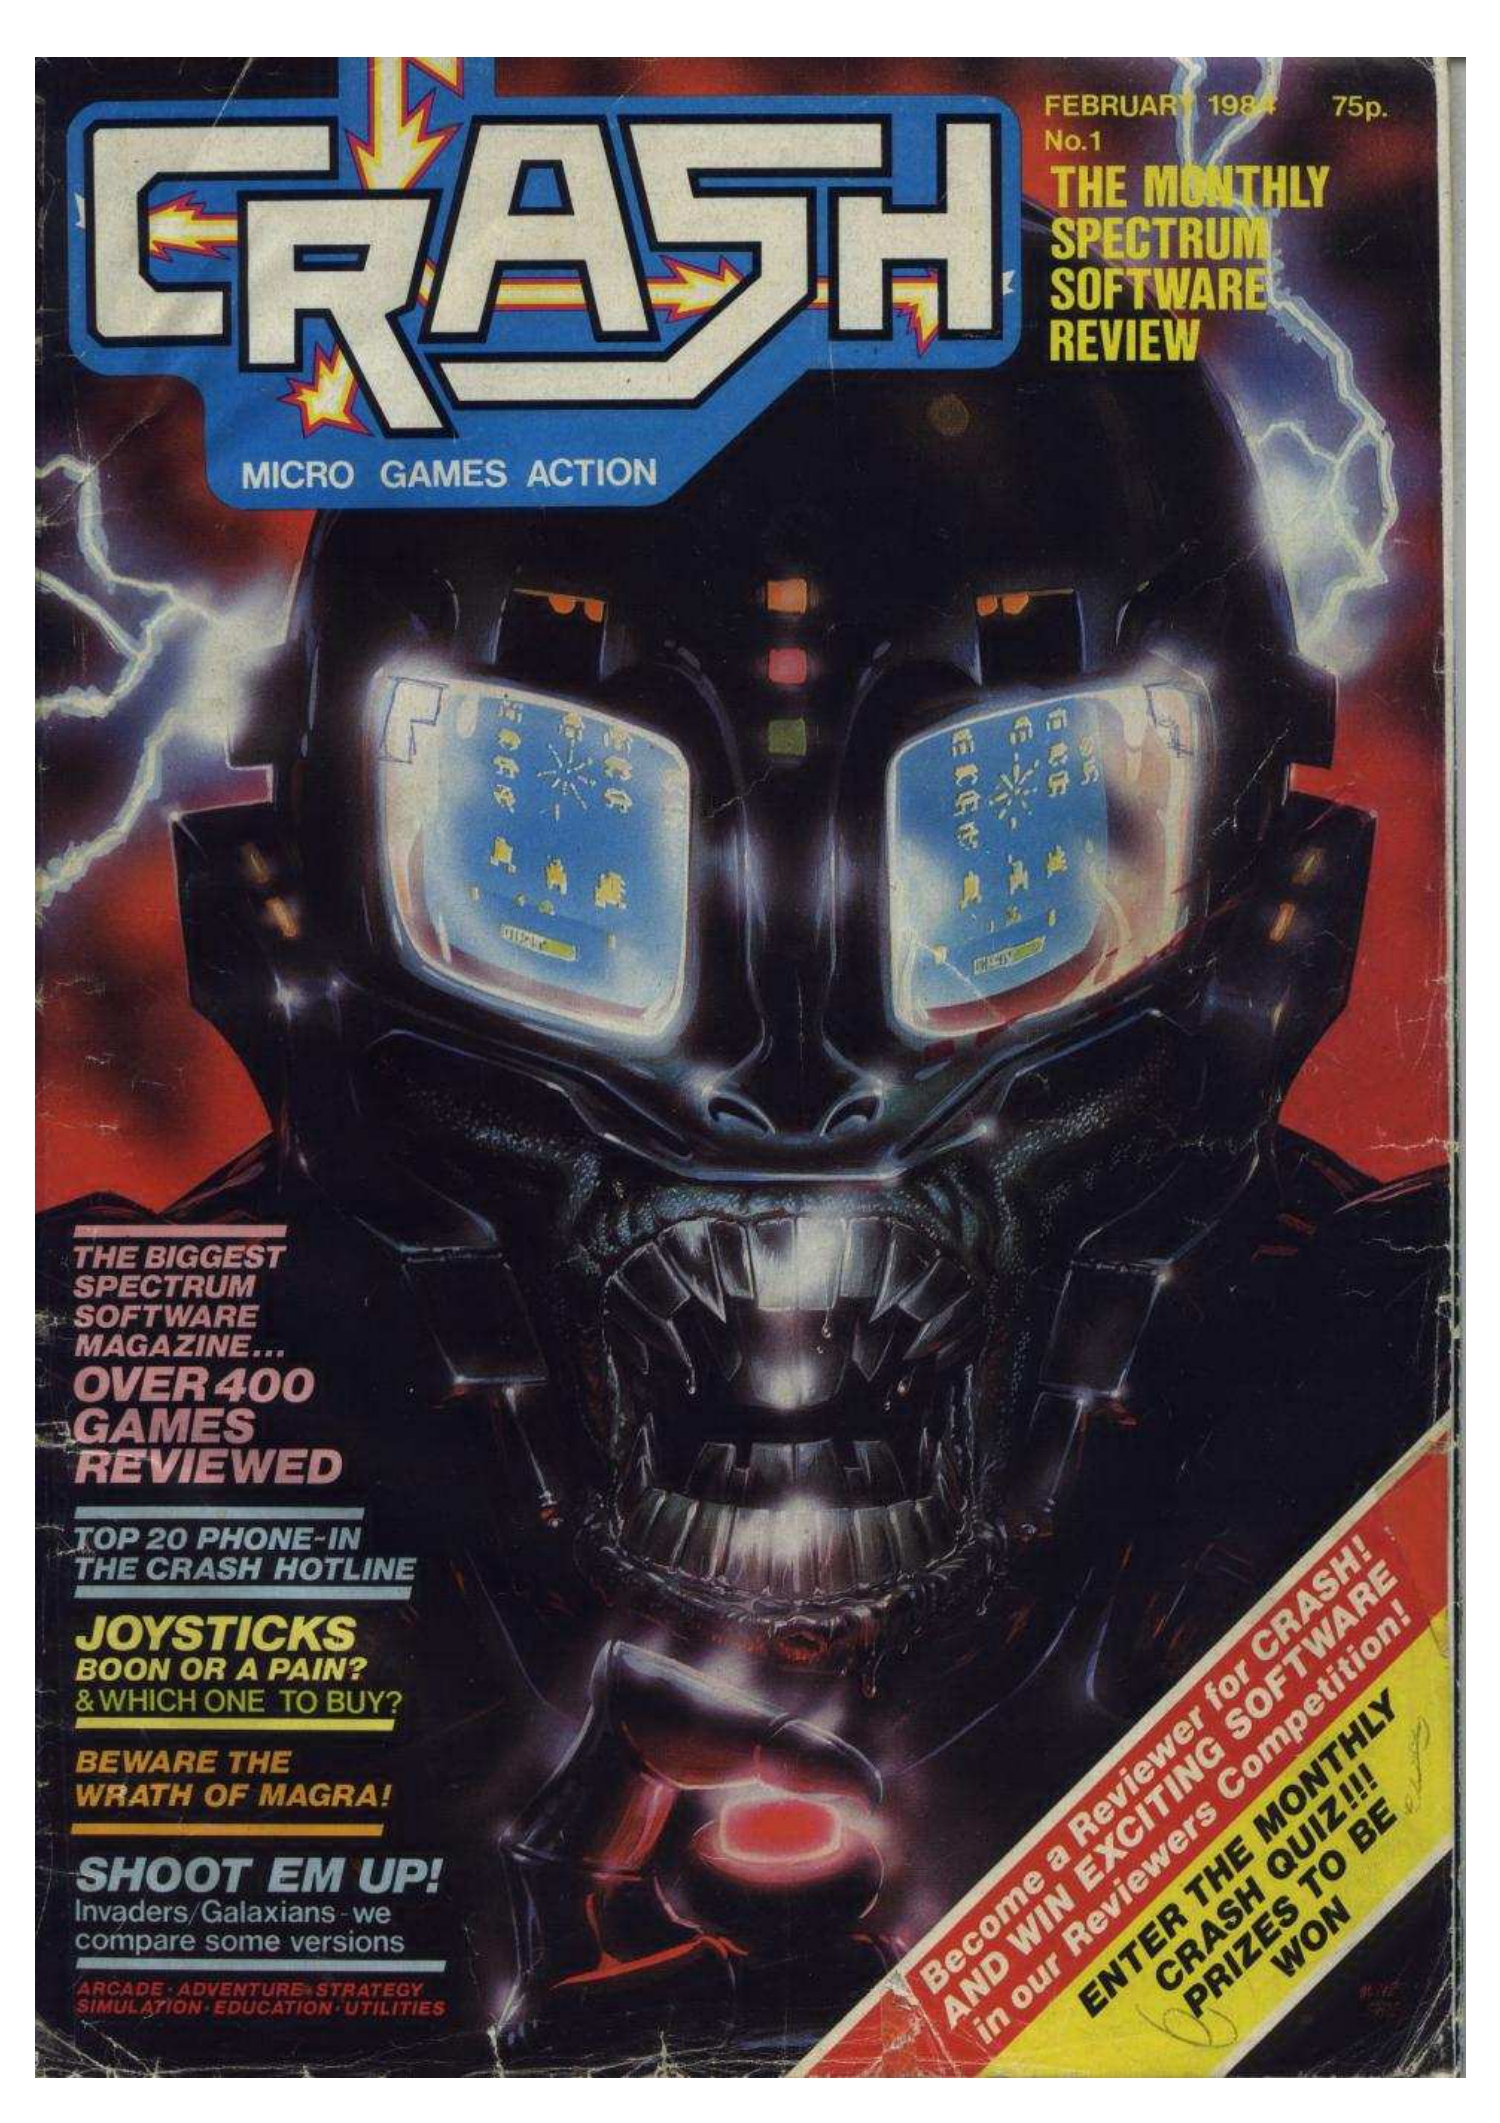 CRASH
MICRO GAMES ACTION
FEBRUARY 1984 75p.
No.1
THE MONTHLY
SPECTRUM
SOFTWARE
REVIEW
THE BIGGEST
SPECTRUM
SOFTWARE
MAGAZINE...
OVER 400
GAMES
REVIEWED
TOP 20 PHONE-IN
THE CRASH HOTLINE
JOYSTICKS
BOON OR A PAIN?
& WHICH ONE TO BUY?
BEWARE THE
WRATH OF MAGRA!
SHOOT EM UP!
Invaders/Galaxians - we
compare some versions
ARCADE · ADVENTURE · STRATEGY
SIMULATION · EDUCATION · UTILITIES
Become a Reviewer for CRASH!
AND WIN EXCITING SOFTWARE
in our Reviewers Competition!
ENTER THE MONTHLY
CRASH QUIZ!!!
PRIZES TO BE
WON